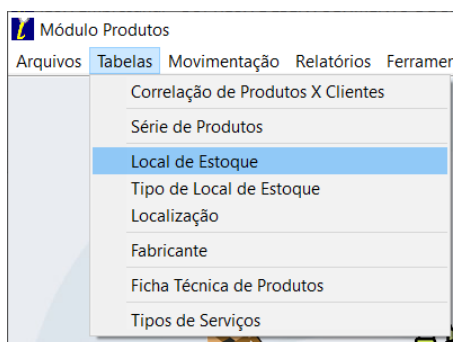 Módulo Produtos
Arquivos Tabelas Movimentação Relatórios
Correlação de Produtos X Clientes
Série de Produtos
Local de Estoque
Tipo de Local de Estoque
Localização
Fabricante
Ficha Técnica de Produtos
Tipos de Serviços